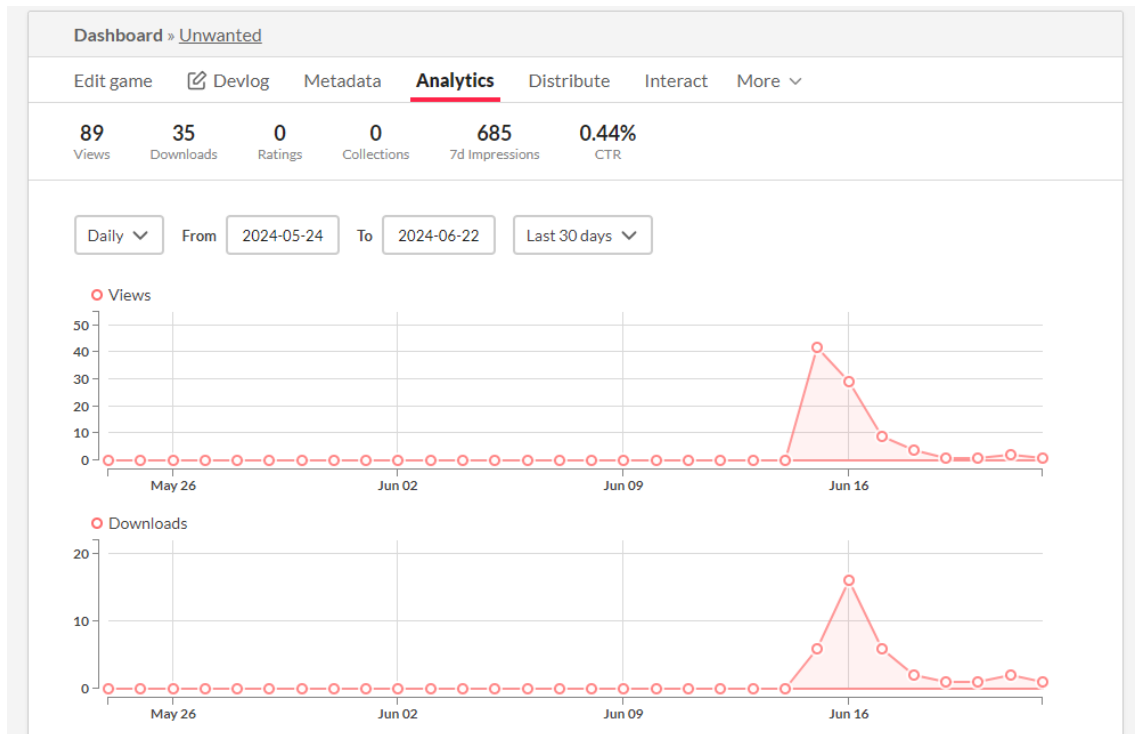 Dashboard » Unwanted
Edit game Devlog Metadata Analytics Distribute Interact More
89 35 0 0 685 0.44%
Views Downloads Ratings Collections 7d Impressions CTR
Daily From 2024-05-24 To 2024-06-22 Last 30 days
Views
50
40
30
20
10
0
May 26 Jun 02 Jun 09 Jun 16
Downloads
20
10
0
May 26 Jun 02 Jun 09 Jun 16